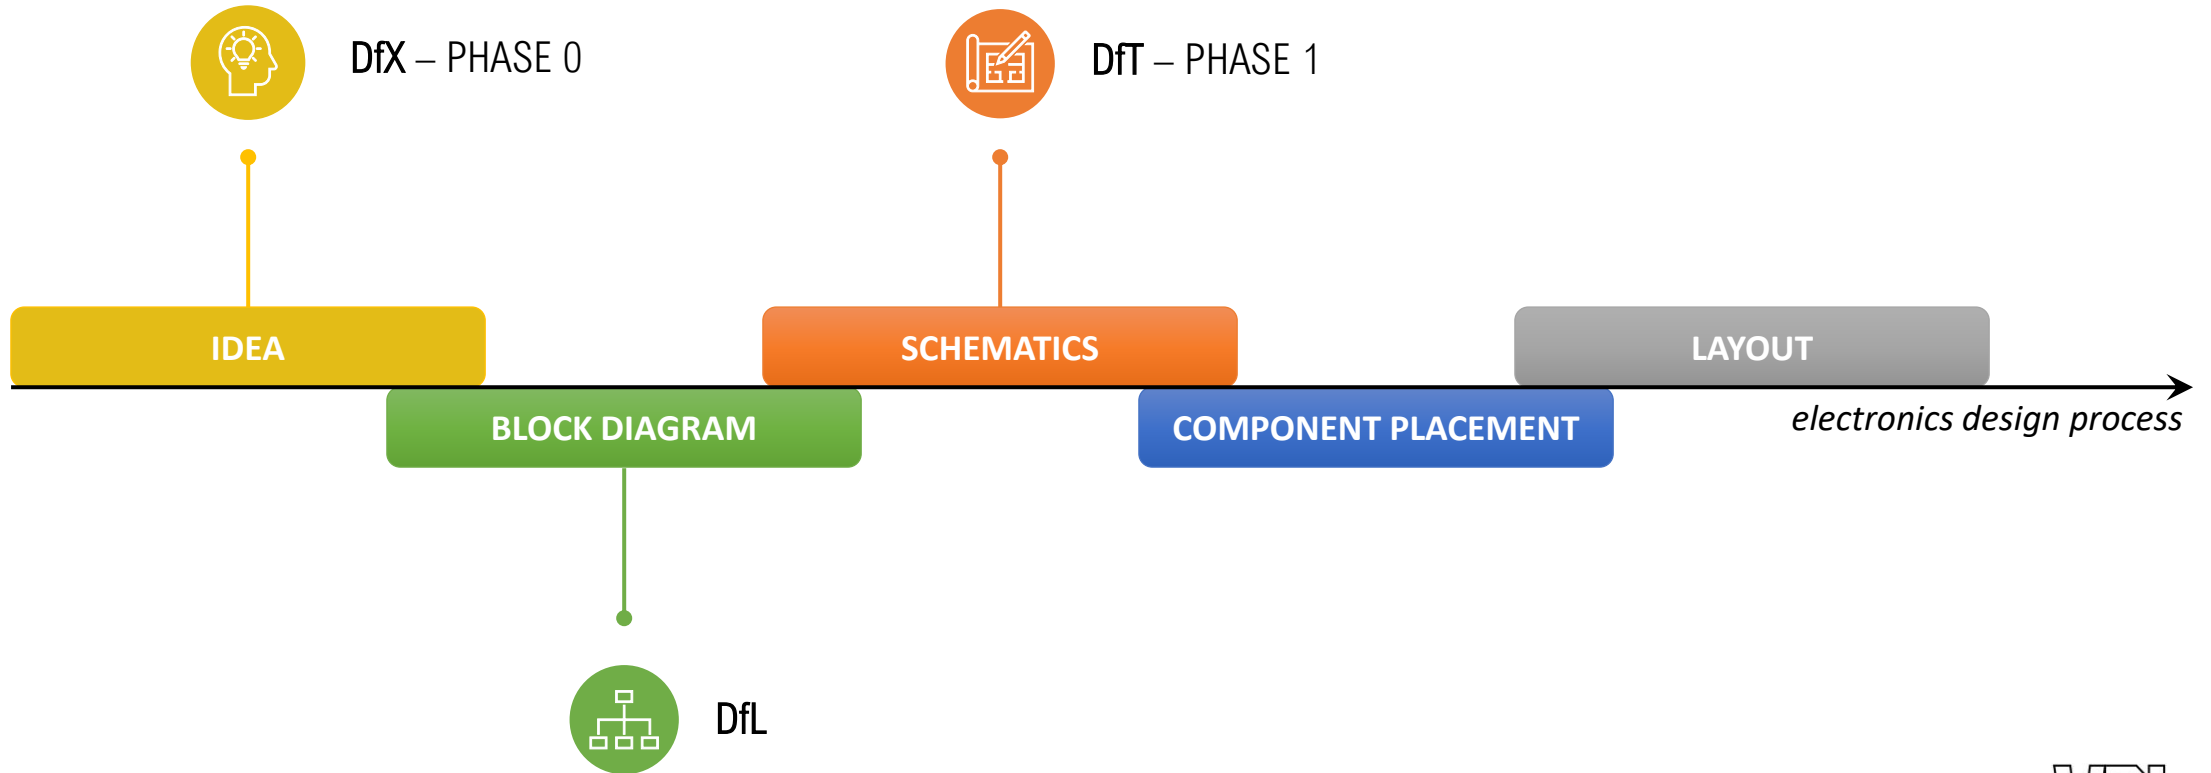 DfX – PHASE 0
DfT – PHASE 1
IDEA
SCHEMATICS
LAYOUT
BLOCK DIAGRAM
COMPONENT PLACEMENT
electronics design process
DfL